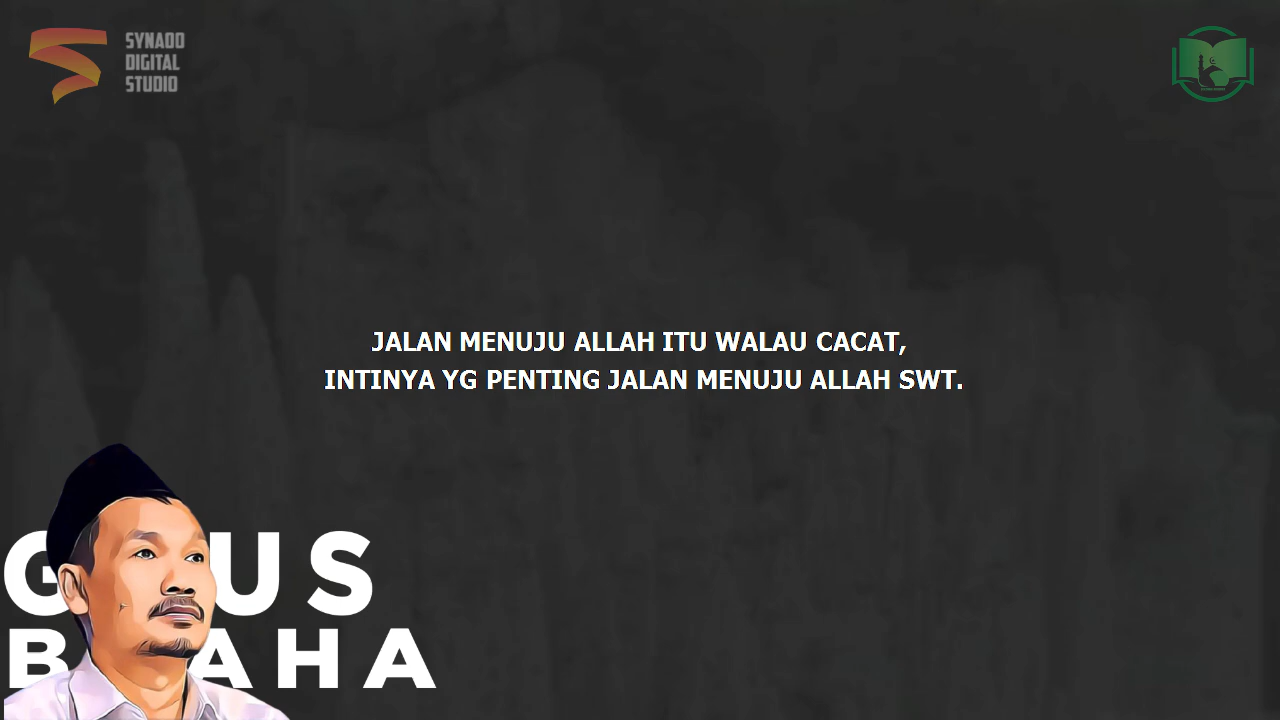 SYNADO
DIGITAL
STUDIO
JALAN MENUJU ALLAH ITU WALAU CACAT,
INTINYA YG PENTING JALAN MENUJU ALLAH SWT.
GUS
BAHA